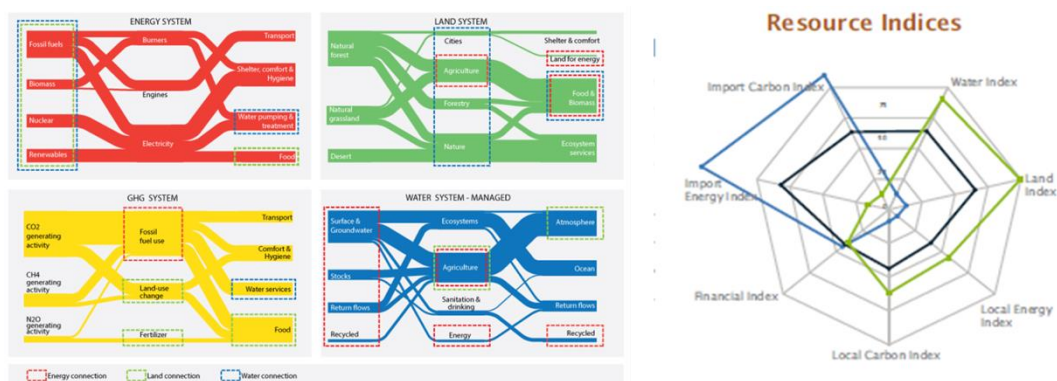 ENERGY SYSTEM
Fossil fuels
Biomass
Nuclear
Renewables
Burners
Engines
Electricity
Transport
Shelter, comfort &
Hygiene
Water pumping &
treatment
Food
LAND SYSTEM
Natural
forest
Natural
grassland
Desert
Cities
Agriculture
Forestry
Nature
Shelter & comfort
Land for energy
Food &
Biomass
Ecosystem
services
GHG SYSTEM
CO2
generating
activity
CH4
generating
activity
N2O
generating
activity
Fossil
fuel use
Land-use
change
Fertilizer
Transport
Comfort &
Hygiene
Water services
Food
WATER SYSTEM - MANAGED
Surface &
Groundwater
Stocks
Return flows
Recycled
Ecosystems
Agriculture
Sanitation &
drinking
Energy
Atmosphere
Ocean
Return flows
Recycled
Energy connection
Land connection
Water connection
Resource Indices
Water Index
Land
Index
Local Energy
Index
Local Carbon Index
Financial Index
Import
Energy Index
Import Carbon Index